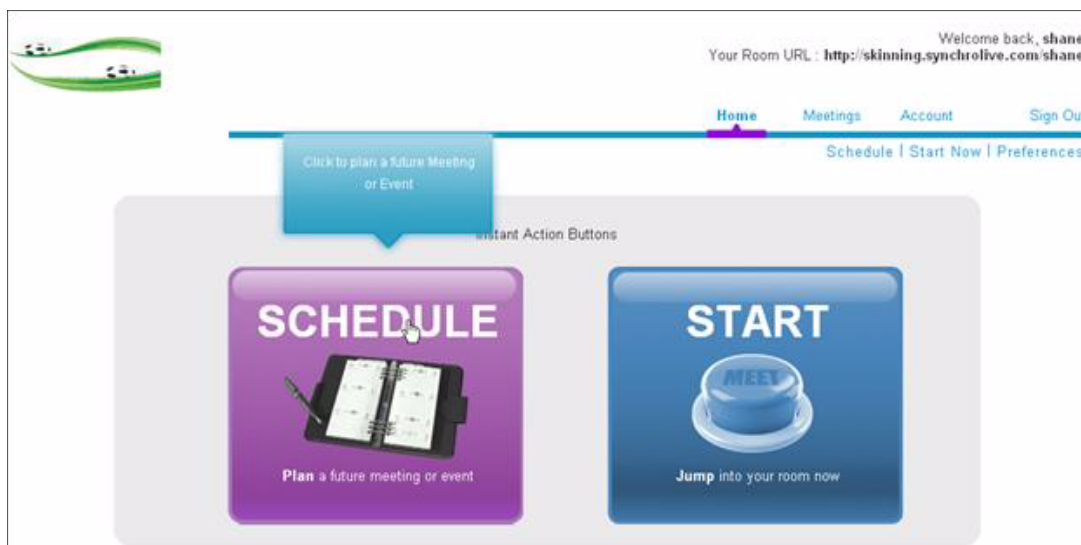 Welcome back, shane
Your Room URL : http://skinning.synchrolive.com/shane
Home Meetings Account Sign Ou
Schedule | Start Now | Preferences
Click to plan a future Meeting
or Event
Instant Action Buttons
SCHEDULE
Plan a future meeting or event
START
MEET
Jump into your room now